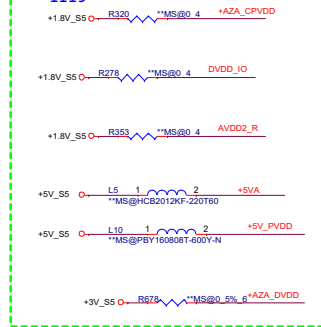 +1.8V_S5 R320 **MS@0_4 +AZA_CPVDD
+1.8V_S5 R278 **MS@0_4 DVDD_IO
+1.8V_S5 R353 **MS@0_4 AVDD2_R
+5V_S5 L5 1 2 +5VA
**MS@HCB2012KF-220T60
+5V_S5 L10 1 2 +5V_PVDD
**MS@PBY160808T-600Y-N
+3V_S5 R678 **MS@0_5%_6 +AZA_DVDD